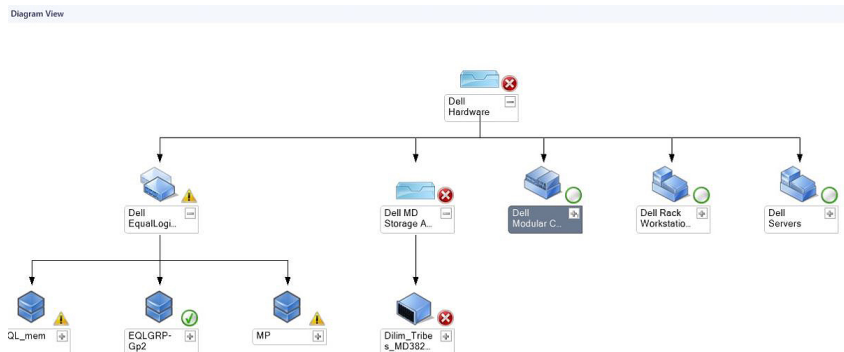 Diagram View
Dell
Hardware
Dell
EqualLogi..
Dell MD
Storage A..
Dell
Modular C..
Dell Rack
Workstatio..
Dell
Servers
QL_mem
EQLGRP-
Gp2
MP
Dilim_Tribe
s_MD382..